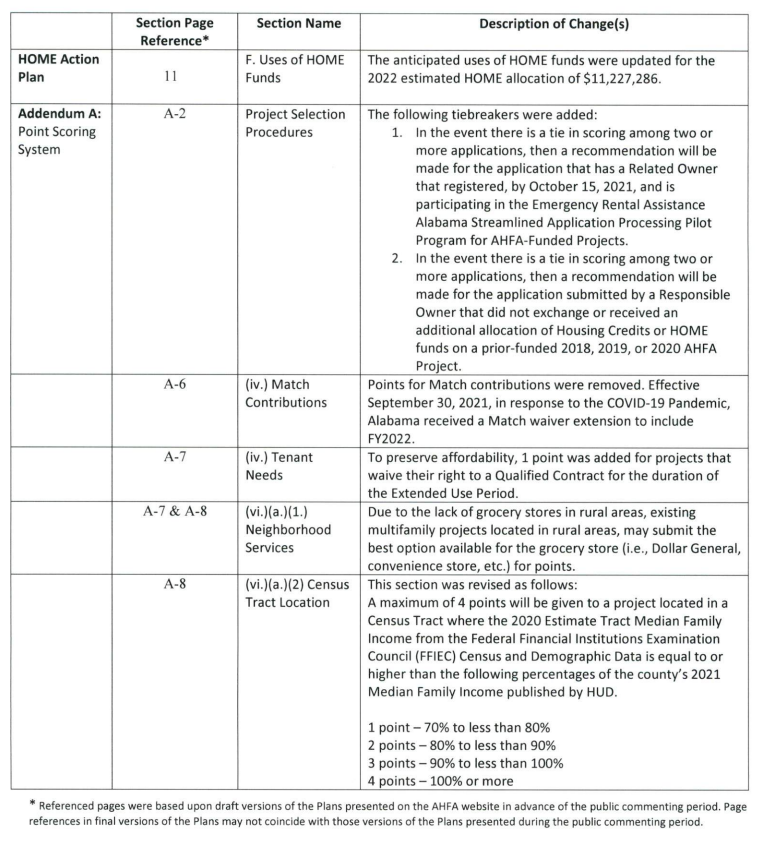 Section Page
Reference*
Section Name
Description of Change(s)
HOME Action
Plan
11
F. Uses of HOME
Funds
The anticipated uses of HOME funds were updated for the
2022 estimated HOME allocation of $11,227,286.
Addendum A:
Point Scoring
System
A-2
Project Selection
Procedures
The following tiebreakers were added:
1. In the event there is a tie in scoring among two or
more applications, then a recommendation will be
made for the application that has a Related Owner
that registered, by October 15, 2021, and is
participating in the Emergency Rental Assistance
Alabama Streamlined Application Processing Pilot
Program for AHFA-Funded Projects.
2. In the event there is a tie in scoring among two or
more applications, then a recommendation will be
made for the application submitted by a Responsible
Owner that did not exchange or received an
additional allocation of Housing Credits or HOME
funds on a prior-funded 2018, 2019, or 2020 AHFA
Project.
A-6
(iv.) Match
Contributions
Points for Match contributions were removed. Effective
September 30, 2021, in response to the COVID-19 Pandemic,
Alabama received a Match waiver extension to include
FY2022.
A-7
(iv.) Tenant
Needs
To preserve affordability, 1 point was added for projects that
waive their right to a Qualified Contract for the duration of
the Extended Use Period.
A-7 & A-8
(vi.)(a.)(1.)
Neighborhood
Services
Due to the lack of grocery stores in rural areas, existing
multifamily projects located in rural areas, may submit the
best option available for the grocery store (i.e., Dollar General,
convenience store, etc.) for points.
A-8
(vi.)(a.)(2) Census
Tract Location
This section was revised as follows:
A maximum of 4 points will be given to a project located in a
Census Tract where the 2020 Estimate Tract Median Family
Income from the Federal Financial Institutions Examination
Council (FFIEC) Census and Demographic Data is equal to or
higher than the following percentages of the county's 2021
Median Family Income published by HUD.
1 point – 70% to less than 80%
2 points – 80% to less than 90%
3 points – 90% to less than 100%
4 points – 100% or more
* Referenced pages were based upon draft versions of the Plans presented on the AHFA website in advance of the public commenting period. Page
references in final versions of the Plans may not coincide with those versions of the Plans presented during the public commenting period.